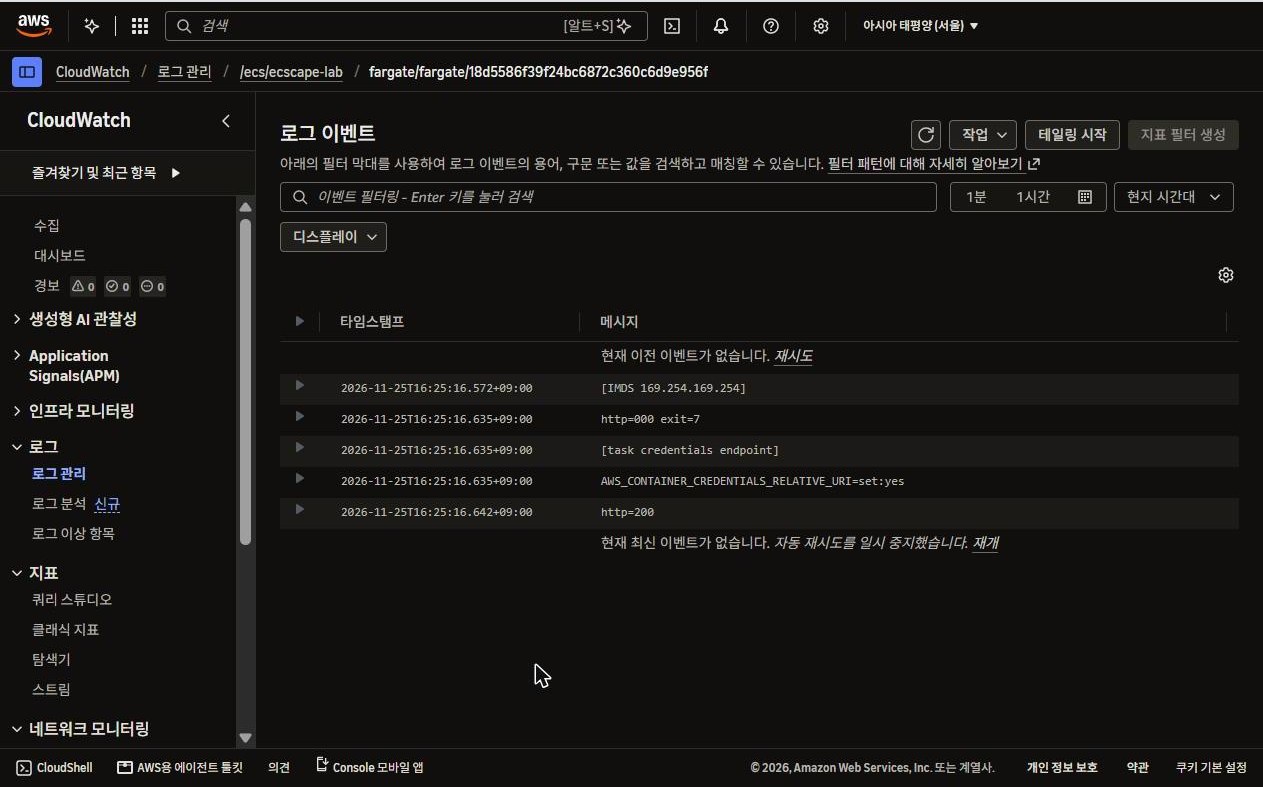 aws
검색 [알트+S] 아시아 태평양 (서울)
CloudWatch / 로그 관리 / /ecs/ecscape-lab / fargate/fargate/18d5586f39f24bc6872c360c6d9e956f
CloudWatch
즐겨찾기 및 최근 항목
수집
대시보드
경보 0 0 0
생성형 AI 관찰성
Application
Signals(APM)
인프라 모니터링
로그
로그 관리
로그 분석 신규
로그 이상 항목
지표
쿼리 스튜디오
클래식 지표
탐색기
스트림
네트워크 모니터링
로그 이벤트
작업 테일링 시작 지표 필터 생성
아래의 필터 막대를 사용하여 로그 이벤트의 용어, 구문 또는 값을 검색하고 매칭할 수 있습니다. 필터 패턴에 대해 자세히 알아보기
이벤트 필터링 - Enter 키를 눌러 검색 1분 1시간 현지 시간대
디스플레이
타임스탬프 메시지
현재 이전 이벤트가 없습니다. 재시도
2026-11-25T16:25:16.572+09:00 [IMDS 169.254.169.254]
2026-11-25T16:25:16.635+09:00 http=000 exit=7
2026-11-25T16:25:16.635+09:00 [task credentials endpoint]
2026-11-25T16:25:16.635+09:00 AWS_CONTAINER_CREDENTIALS_RELATIVE_URI=set:yes
2026-11-25T16:25:16.642+09:00 http=200
현재 최신 이벤트가 없습니다. 자동 재시도를 일시 중지했습니다. 재개
CloudShell AWS용 에이전트 툴킷 의견 Console 모바일 앱 © 2026, Amazon Web Services, Inc. 또는 계열사. 개인 정보 보호 약관 쿠키 기본 설정